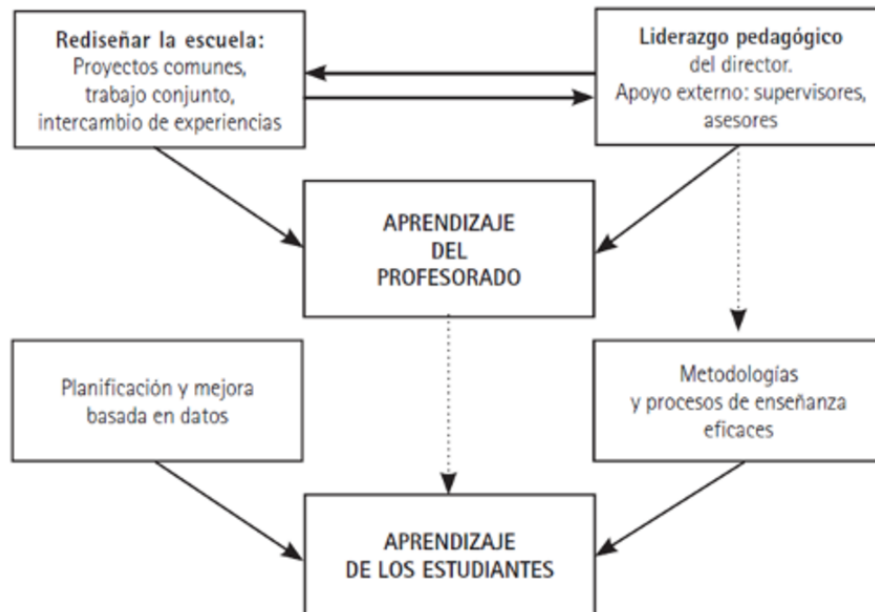 Rediseñar la escuela:
Proyectos comunes,
trabajo conjunto,
intercambio de experiencias
Liderazgo pedagógico
del director.
Apoyo externo: supervisores,
asesores
APRENDIZAJE
DEL
PROFESORADO
Planificación y mejora
basada en datos
Metodologías
y procesos de enseñanza
eficaces
APRENDIZAJE
DE LOS ESTUDIANTES